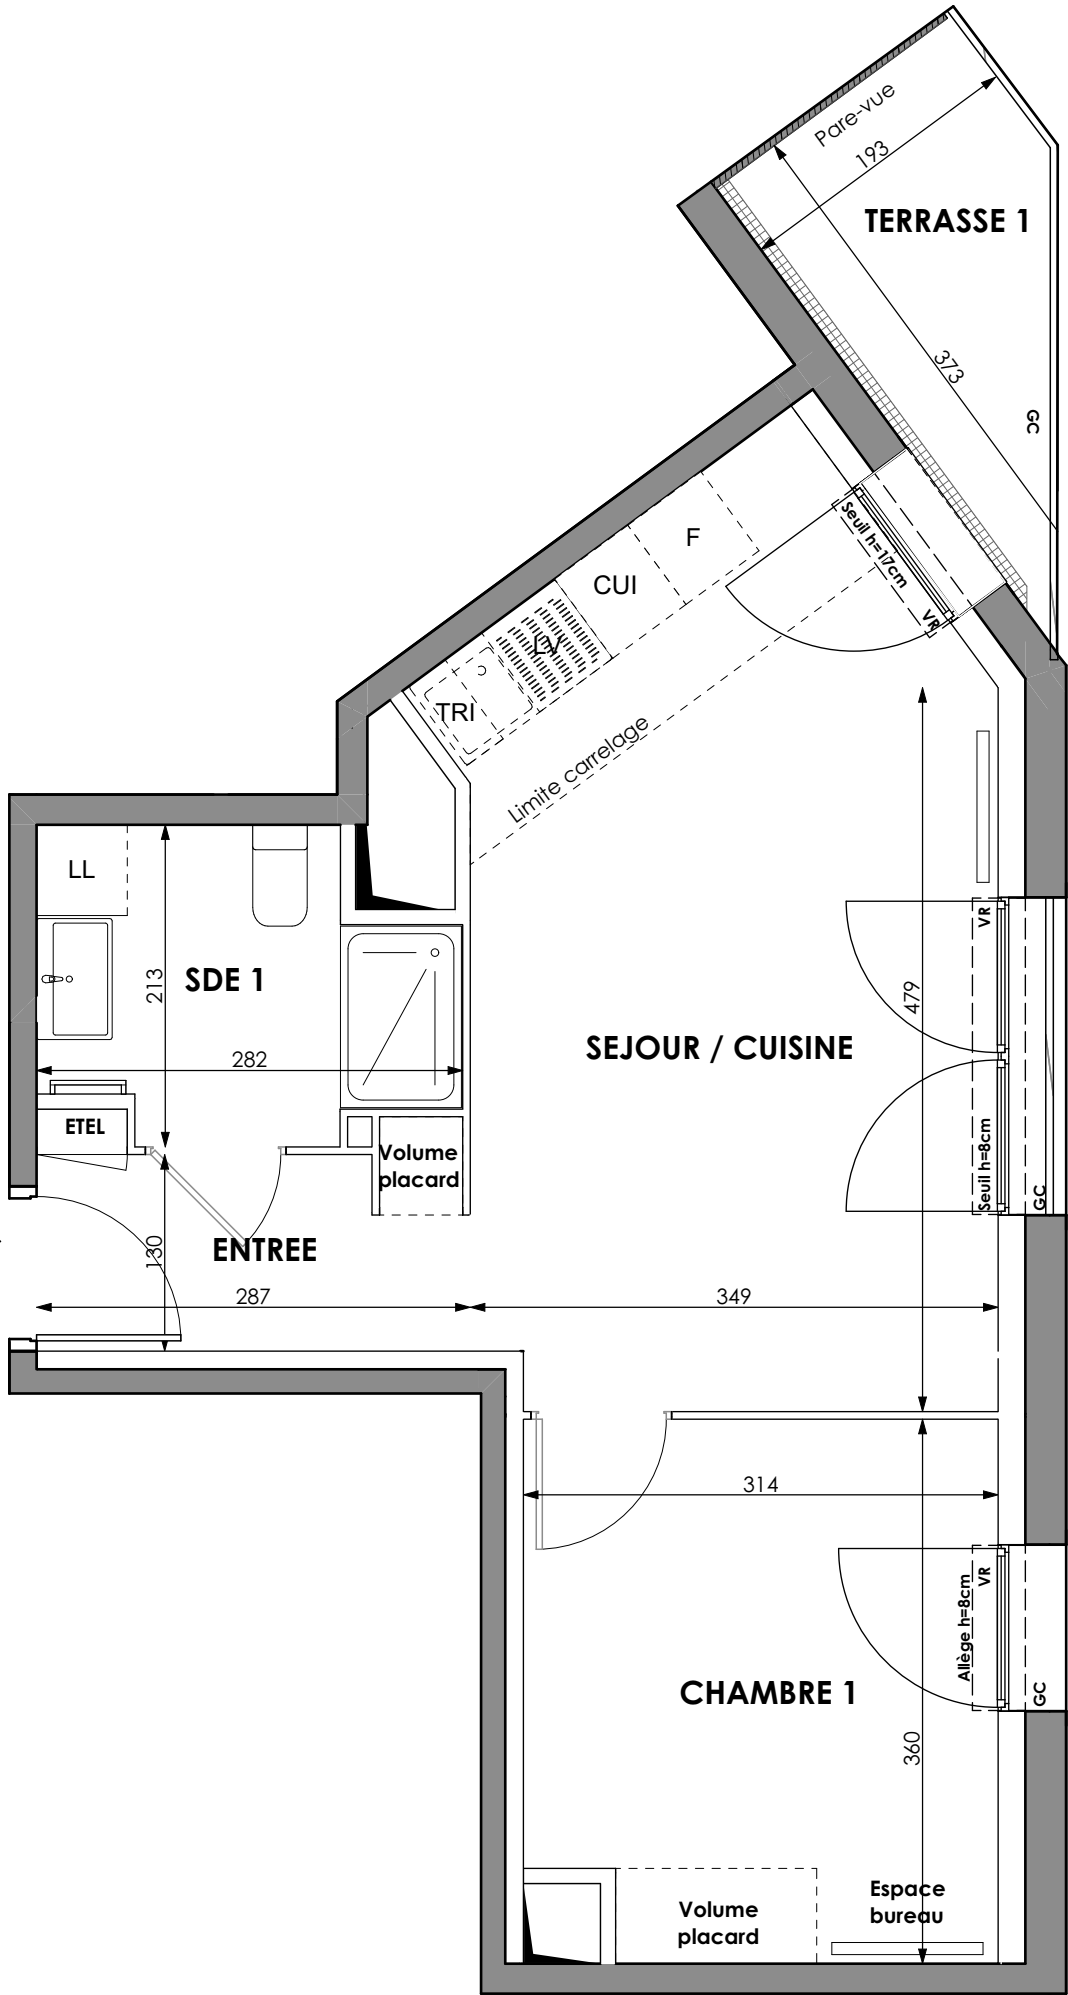 Pare-vue
193
TERRASSE 1
373
GC
F
Seuil h=17cm
CUI
VR
LV
TRI
Limite carrelage
LL
VR
213
SDE 1
479
SEJOUR / CUISINE
282
ETEL
Volume
placard
Seuil h=8cm
GC
130
ENTREE
287
349
314
VR
Allège h=8cm
CHAMBRE 1
GC
360
Espace
bureau
Volume
placard